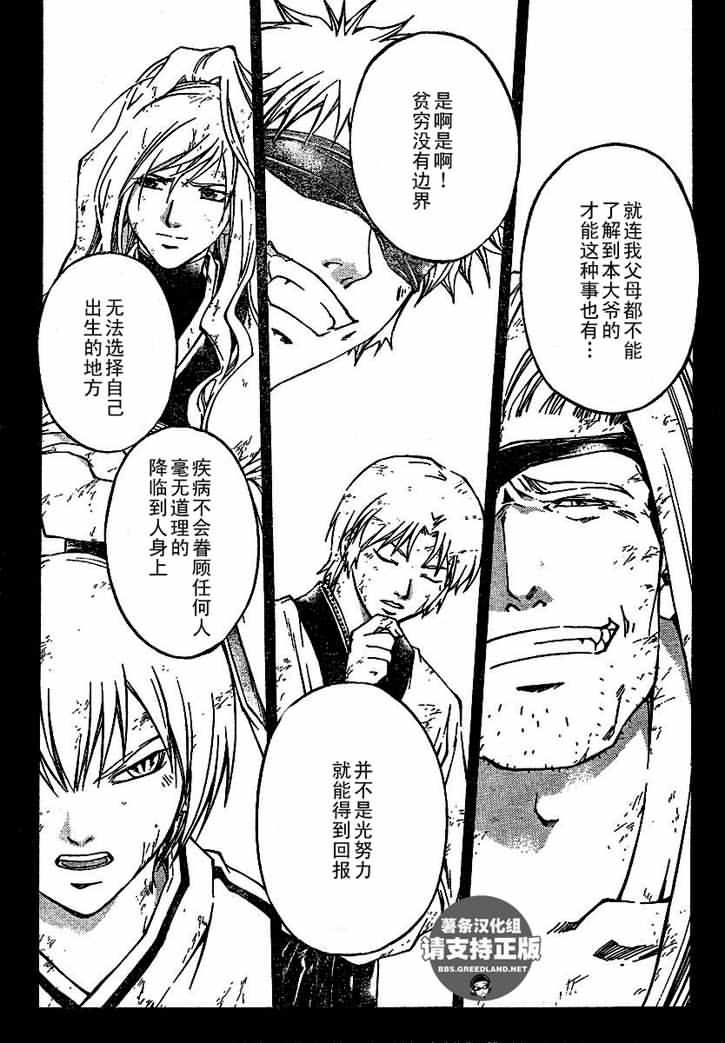 就连我父母都不能
了解到本大爷的
才能这种事也有…
是啊是啊！
贫穷没有边界
并不是光努力
就能得到回报
无法选择自己
出生的地方
疾病不会眷顾任何人
毫无道理的
降临到人身上
薯条汉化组
请支持正版
BBS.GREEDLAND.NET